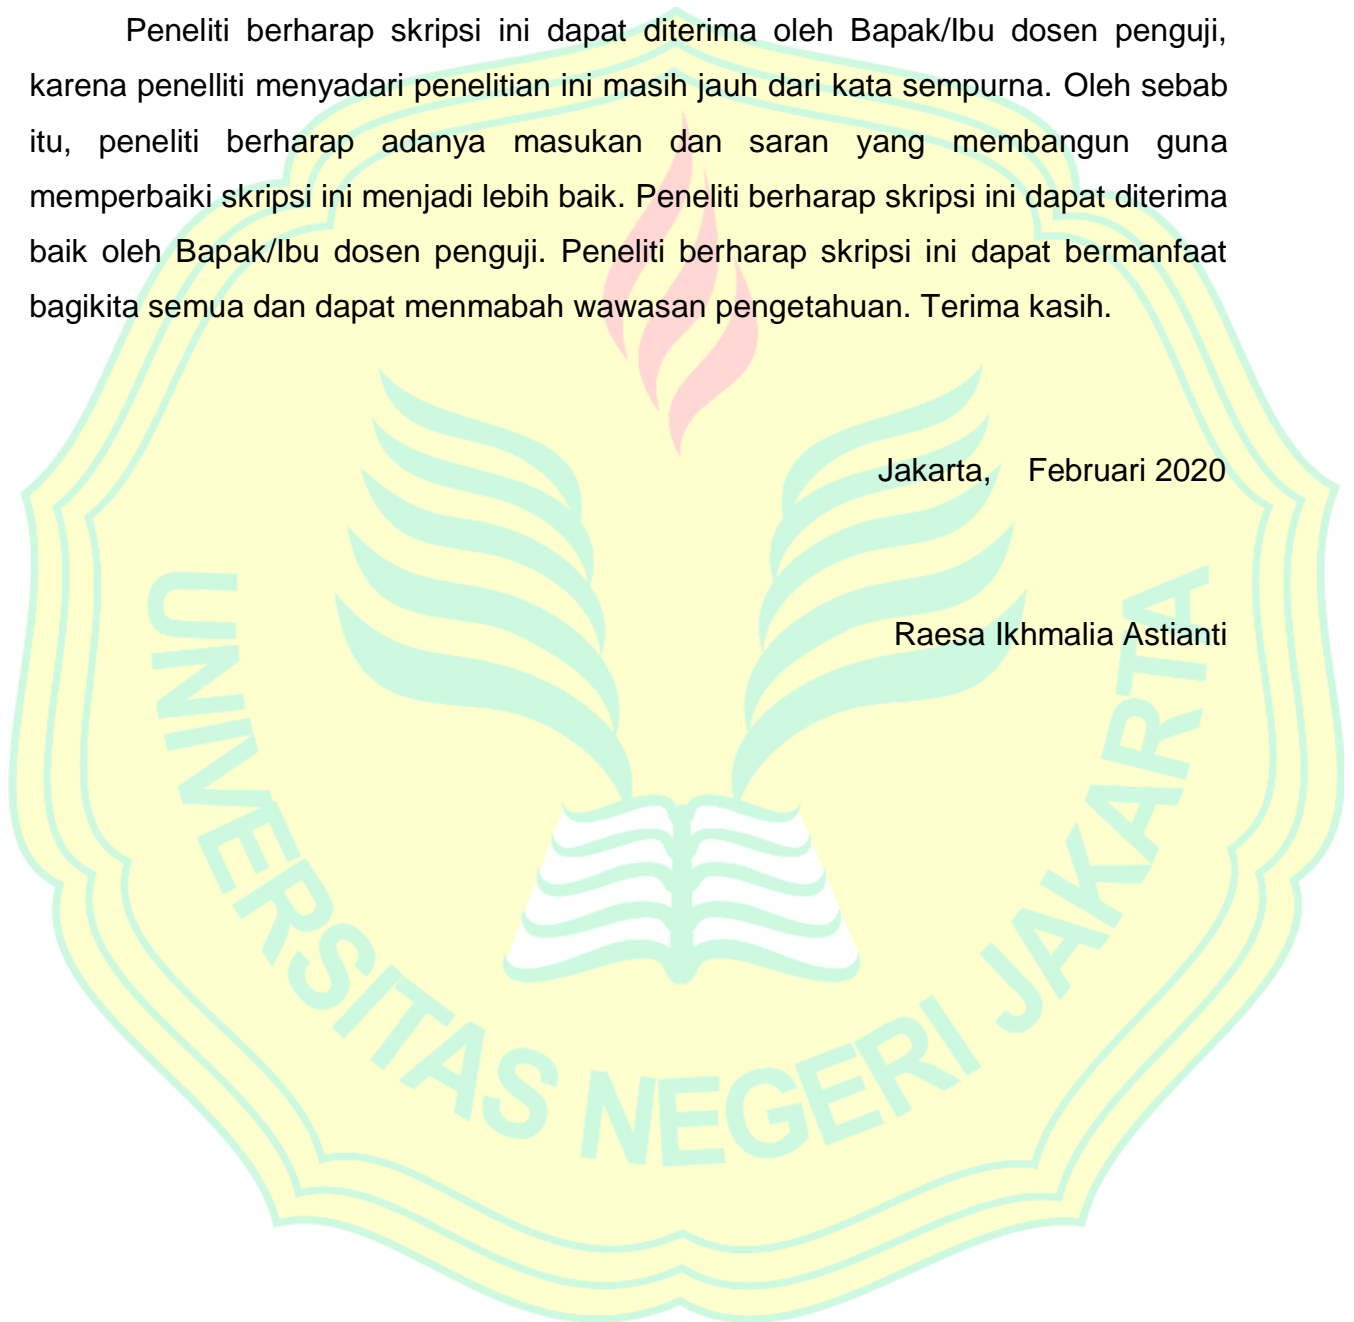 Peneliti berharap skripsi ini dapat diterima oleh Bapak/Ibu dosen penguji,
karena penelliti menyadari penelitian ini masih jauh dari kata sempurna. Oleh sebab
itu, peneliti berharap adanya masukan dan saran yang membangun guna
memperbaiki skripsi ini menjadi lebih baik. Peneliti berharap skripsi ini dapat diterima
baik oleh Bapak/Ibu dosen penguji. Peneliti berharap skripsi ini dapat bermanfaat
bagikita semua dan dapat menmabah wawasan pengetahuan. Terima kasih.
Jakarta, Februari 2020
Raesa Ikhmalia Astianti
UNIVERSITAS NEGERI JAKARTA